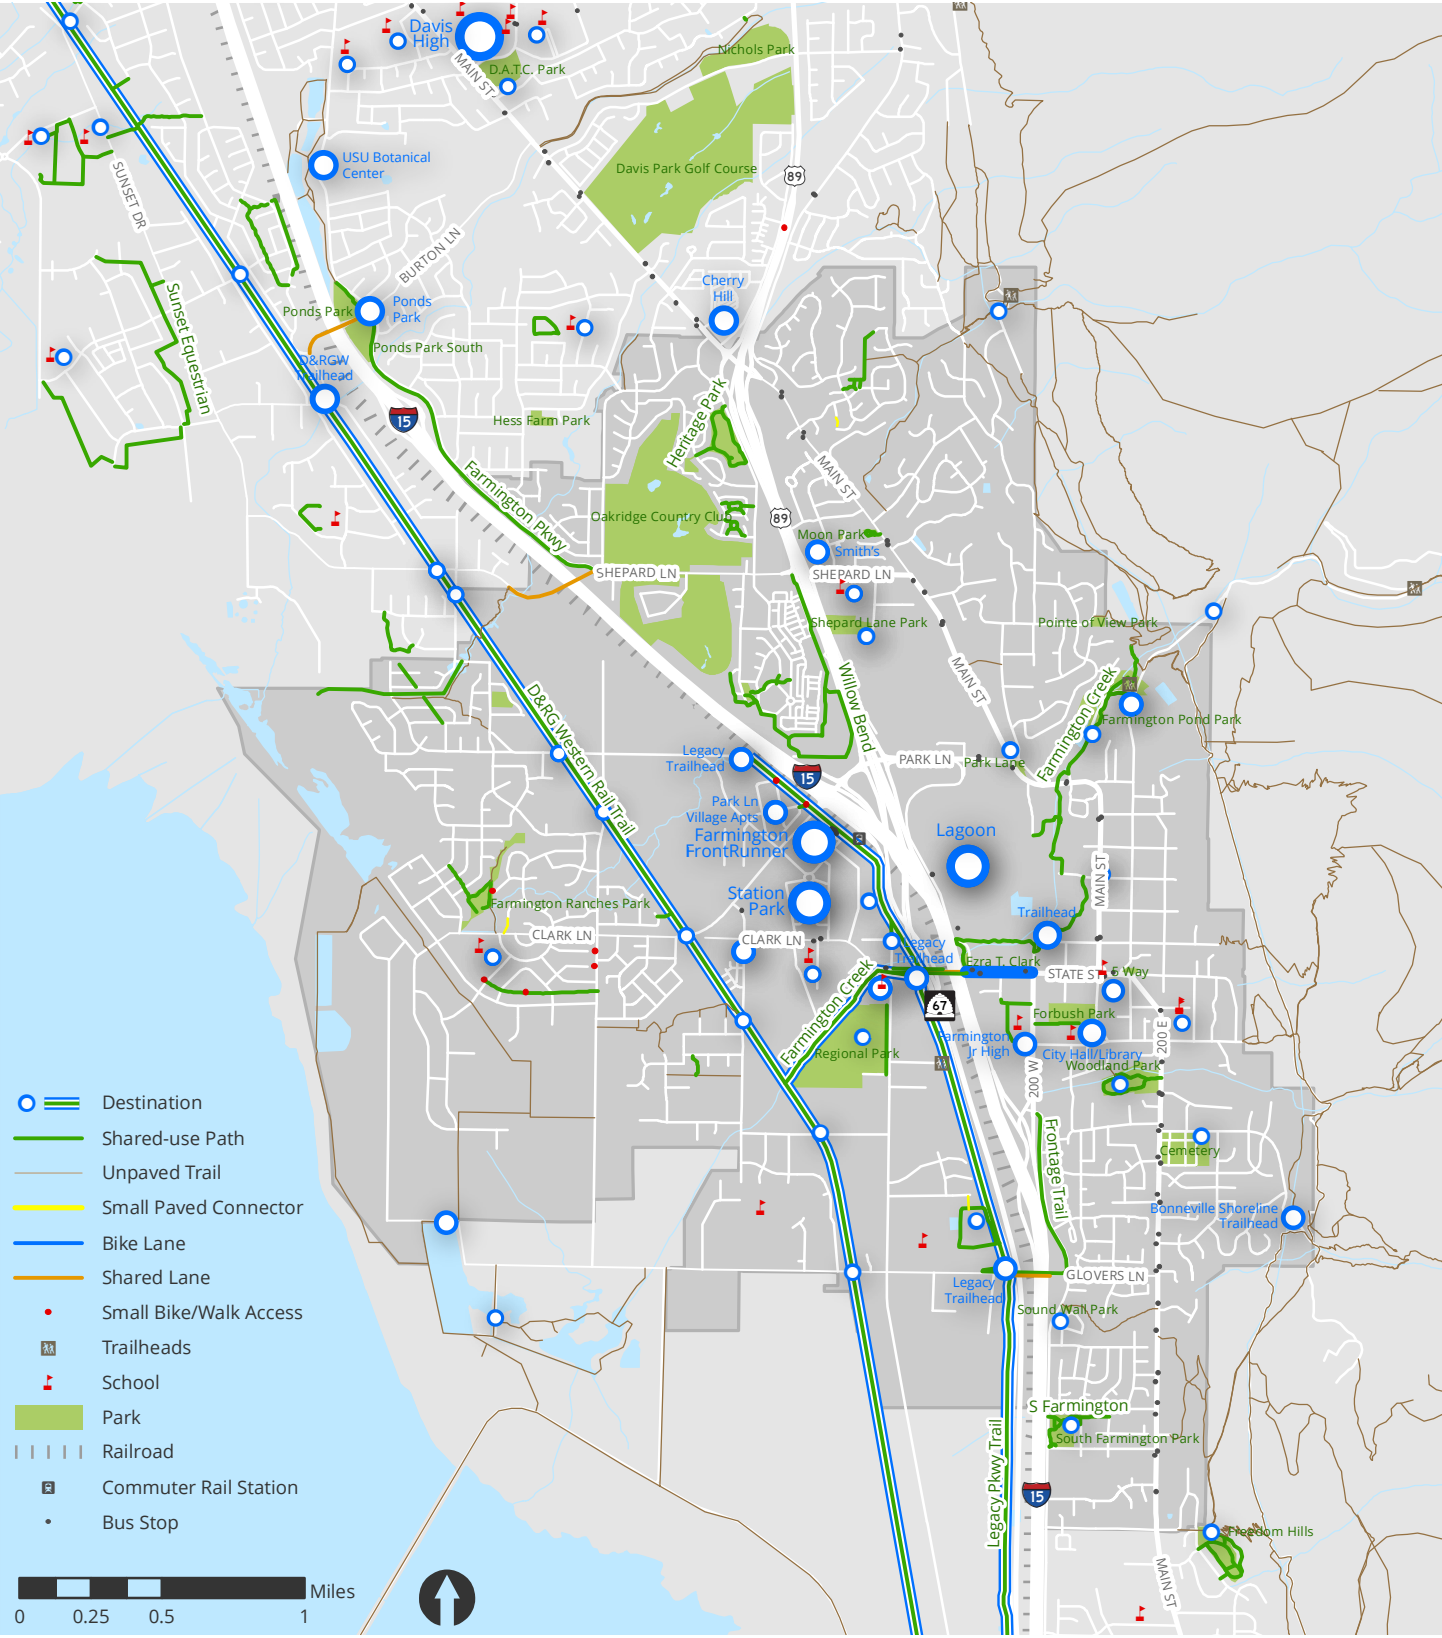 Davis
High
MAIN ST
D.A.T.C. Park
Nichols Park
USU Botanical
Center
SUNSET DR
Davis Park Golf Course
89
BURTON LN
Cherry
Hill
Ponds Park
Ponds
Park
Sunset Equestrian
Ponds Park South
D&RGW
Trailhead
15
Hess Farm Park
Heritage Park
MAIN ST
Farmington Pkwy
Oakridge Country Club
89
Moon Park
Smith's
SHEPARD LN
SHEPARD LN
Shepard Lane Park
Pointe of View Park
MAIN ST
Willow Bend
Farmington Creek
Farmington Pond Park
D&RG Western Rail Trail
Legacy
Trailhead
15
PARK LN
Park Lane
Park Ln
Village Apts
Farmington
FrontRunner
Lagoon
Station
Park
MAIN ST
Farmington Ranches Park
Trailhead
CLARK LN
CLARK LN
Legacy
Trailhead
Ezra T. Clark
STATE ST
5 Way
67
Farmington Creek
Forbush Park
Farmington
Jr High
City Hall/Library
200 E
Regional Park
Woodland Park
200 W
Destination
Shared-use Path
Unpaved Trail
Small Paved Connector
Bike Lane
Shared Lane
Small Bike/Walk Access
Trailheads
School
Park
Railroad
Commuter Rail Station
Bus Stop
Miles
0
0.25
0.5
1
Frontage Trail
Cemetery
Bonneville Shoreline
Trailhead
GLOVERS LN
Legacy
Trailhead
Sound Wall Park
S Farmington
South Farmington Park
Legacy Pkwy Trail
15
Freedom Hills
MAIN ST